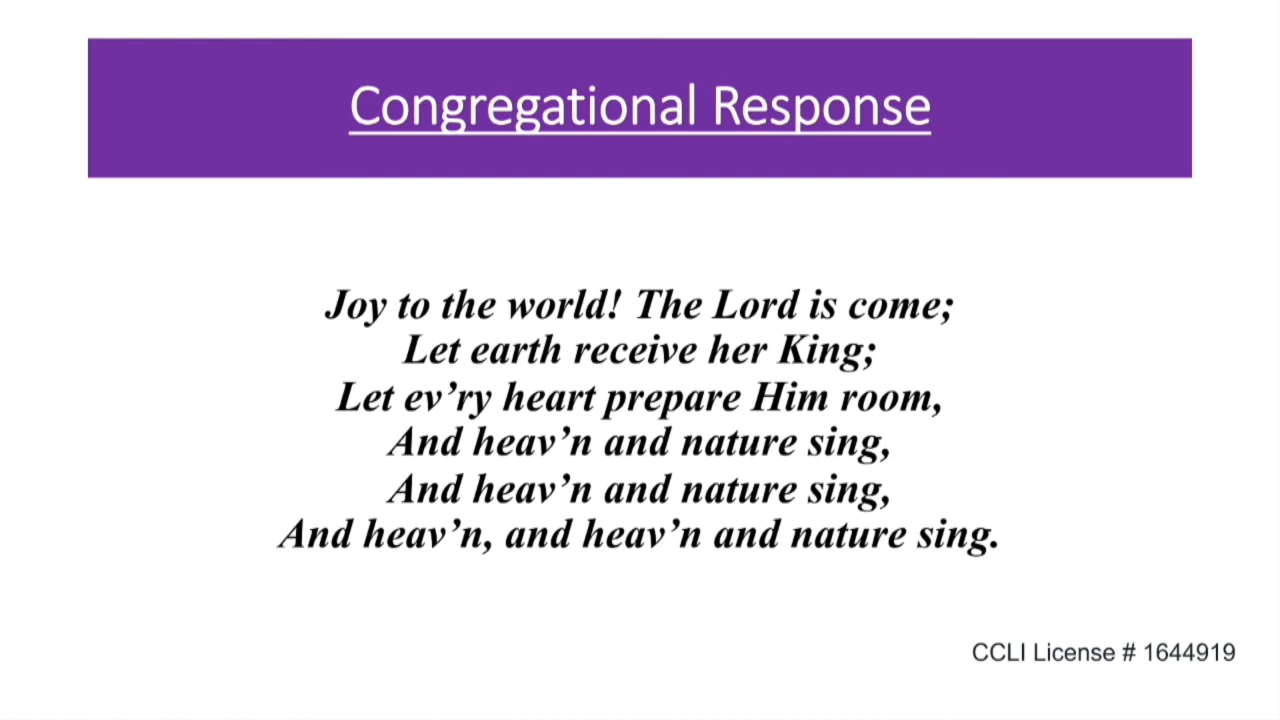 Congregational Response
Joy to the world! The Lord is come;
Let earth receive her King;
Let ev’ry heart prepare Him room,
And heav’n and nature sing,
And heav’n and nature sing,
And heav’n, and heav’n and nature sing.
CCLI License # 1644919